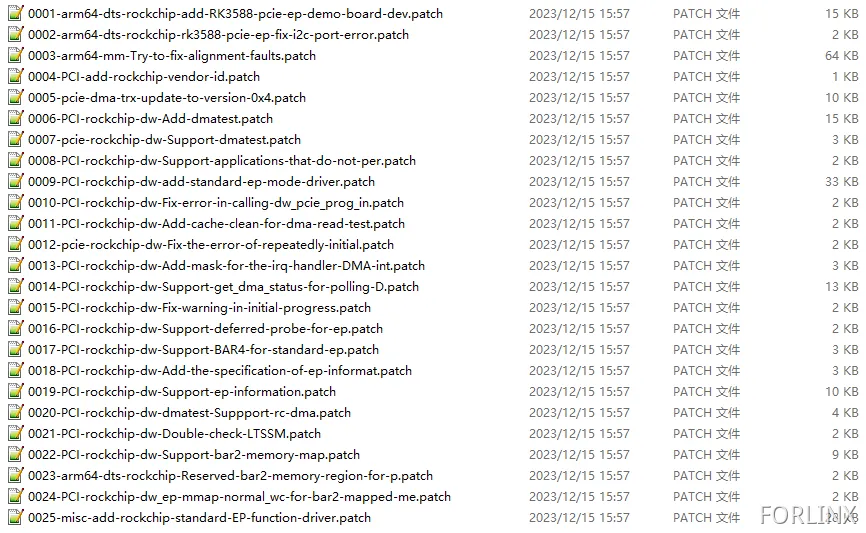 0001-arm64-dts-rockchip-add-RK3588-pcie-ep-demo-board-dev.patch 2023/12/15 15:57 PATCH 文件 15 KB
0002-arm64-dts-rockchip-rk3588-pcie-ep-fix-i2c-port-error.patch 2023/12/15 15:57 PATCH 文件 2 KB
0003-arm64-mm-Try-to-fix-alignment-faults.patch 2023/12/15 15:57 PATCH 文件 64 KB
0004-PCI-add-rockchip-vendor-id.patch 2023/12/15 15:57 PATCH 文件 1 KB
0005-pcie-dma-trx-update-to-version-0x4.patch 2023/12/15 15:57 PATCH 文件 10 KB
0006-PCI-rockchip-dw-Add-dmatest.patch 2023/12/15 15:57 PATCH 文件 15 KB
0007-pcie-rockchip-dw-Support-dmatest.patch 2023/12/15 15:57 PATCH 文件 3 KB
0008-PCI-rockchip-dw-Support-applications-that-do-not-per.patch 2023/12/15 15:57 PATCH 文件 2 KB
0009-PCI-rockchip-dw-add-standard-ep-mode-driver.patch 2023/12/15 15:57 PATCH 文件 33 KB
0010-PCI-rockchip-dw-Fix-error-in-calling-dw_pcie_prog_in.patch 2023/12/15 15:57 PATCH 文件 2 KB
0011-PCI-rockchip-dw-Add-cache-clean-for-dma-read-test.patch 2023/12/15 15:57 PATCH 文件 2 KB
0012-pcie-rockchip-dw-Fix-the-error-of-repeatedly-initial.patch 2023/12/15 15:57 PATCH 文件 2 KB
0013-PCI-rockchip-dw-Add-mask-for-the-irq-handler-DMA-int.patch 2023/12/15 15:57 PATCH 文件 3 KB
0014-PCI-rockchip-dw-Support-get_dma_status-for-polling-D.patch 2023/12/15 15:57 PATCH 文件 13 KB
0015-PCI-rockchip-dw-Fix-warning-in-initial-progress.patch 2023/12/15 15:57 PATCH 文件 2 KB
0016-PCI-rockchip-dw-Support-deferred-probe-for-ep.patch 2023/12/15 15:57 PATCH 文件 2 KB
0017-PCI-rockchip-dw-Support-BAR4-for-standard-ep.patch 2023/12/15 15:57 PATCH 文件 3 KB
0018-PCI-rockchip-dw-Add-the-specification-of-ep-informat.patch 2023/12/15 15:57 PATCH 文件 3 KB
0019-PCI-rockchip-dw-Support-ep-information.patch 2023/12/15 15:57 PATCH 文件 10 KB
0020-PCI-rockchip-dw-dmatest-Suppport-rc-dma.patch 2023/12/15 15:57 PATCH 文件 4 KB
0021-PCI-rockchip-dw-Double-check-LTSSM.patch 2023/12/15 15:57 PATCH 文件 2 KB
0022-PCI-rockchip-dw-Support-bar2-memory-map.patch 2023/12/15 15:57 PATCH 文件 9 KB
0023-arm64-dts-rockchip-Reserved-bar2-memory-region-for-p.patch 2023/12/15 15:57 PATCH 文件 2 KB
0024-PCI-rockchip-dw_ep-mmap-normal_wc-for-bar2-mapped-me.patch 2023/12/15 15:57 PATCH 文件 2 KB
0025-misc-add-rockchip-standard-EP-function-driver.patch 2023/12/15 15:57 PATCH 文件 KB
FORLINX